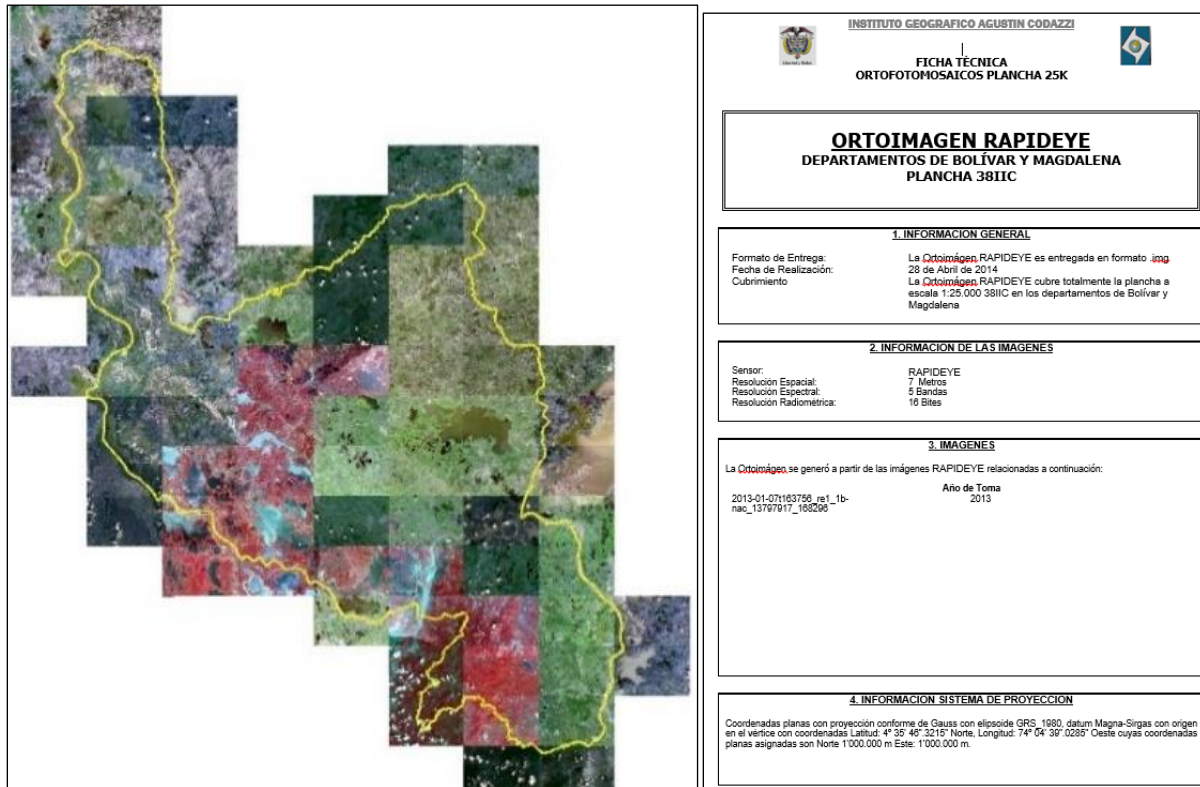 INSTITUTO GEOGRAFICO AGUSTIN CODAZZI
FICHA TÉCNICA
ORTOFOTOMOSAICOS PLANCHA 25K
ORTOIMAGEN RAPIDEYE
DEPARTAMENTOS DE BOLÍVAR Y MAGDALENA
PLANCHA 38IIC
1. INFORMACION GENERAL
Formato de Entrega: La Ortoimágen RAPIDEYE es entregada en formato .img
Fecha de Realización: 28 de Abril de 2014
Cubrimiento La Ortoimágen RAPIDEYE cubre totalmente la plancha a
escala 1:25.000 38IIC en los departamentos de Bolívar y
Magdalena
2. INFORMACION DE LAS IMAGENES
Sensor: RAPIDEYE
Resolución Espacial: 7 Metros
Resolución Espectral: 5 Bandas
Resolución Radiométrica: 16 Bites
3. IMAGENES
La Ortoimágen se generó a partir de las imágenes RAPIDEYE relacionadas a continuación:
Año de Toma
2013-01-07t163756_re1_1b- 2013
nac_13797917_168296
4. INFORMACION SISTEMA DE PROYECCION
Coordenadas planas con proyección conforme de Gauss con elipsoide GRS_1980, datum Magna-Sirgas con origen
en el vértice con coordenadas Latitud: 4º 35' 46".3215" Norte, Longitud: 74º 04' 39".0285" Oeste cuyas coordenadas
planas asignadas son Norte 1'000.000 m Este: 1'000.000 m.